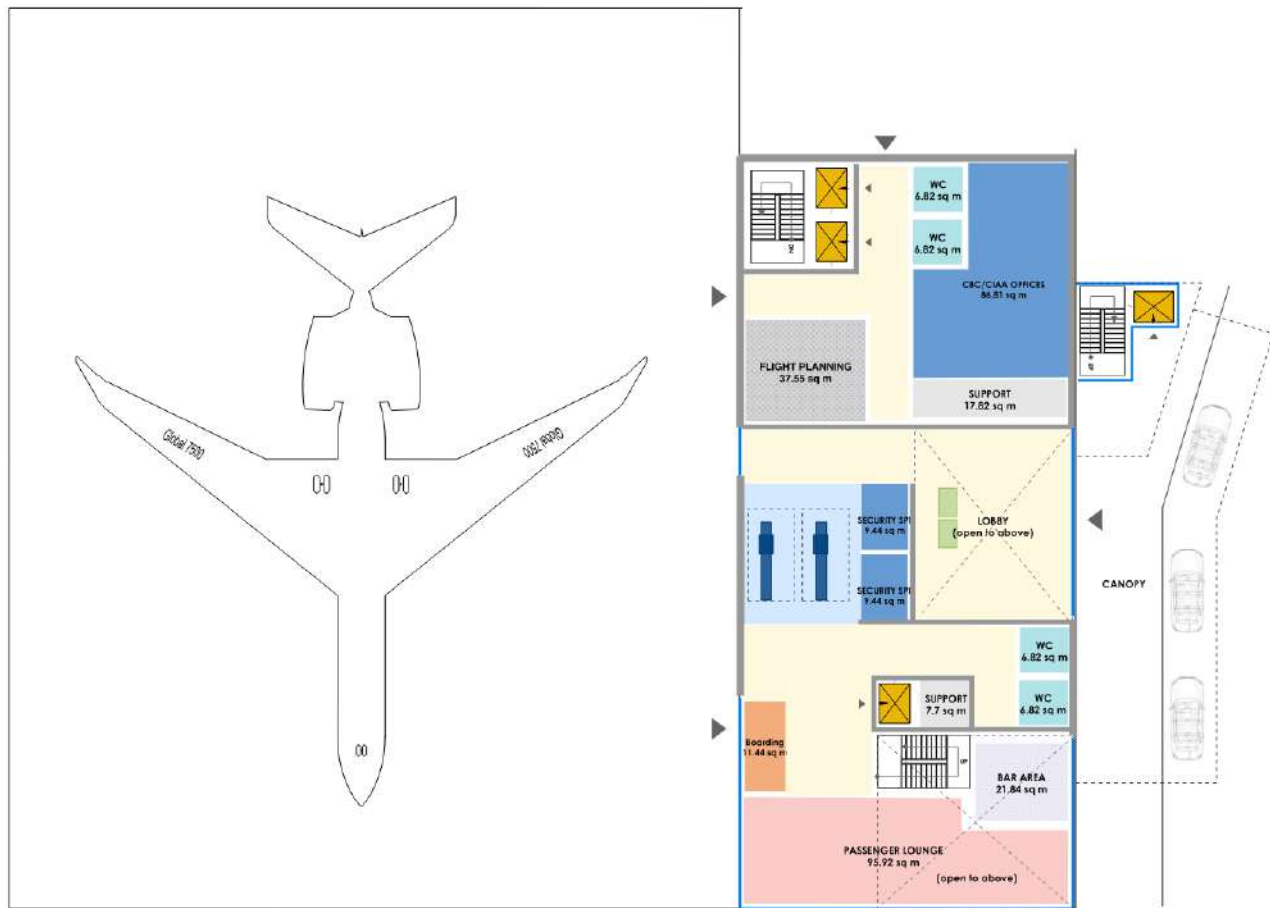 WC
6.82 sq m
WC
6.82 sq m
CBC/CIAA OFFICES
86.81 sq m
FLIGHT PLANNING
37.55 sq m
SUPPORT
17.82 sq m
Global 7500
Global 7500
SECURITY SP
9.44 sq m
LOBBY
(open to above)
SECURITY SP
9.44 sq m
CANOPY
WC
6.82 sq m
SUPPORT
7.7 sq m
WC
6.82 sq m
Boarding
11.44 sq m
UP
BAR AREA
21.84 sq m
PASSENGER LOUNGE
95.92 sq m
(open to above)